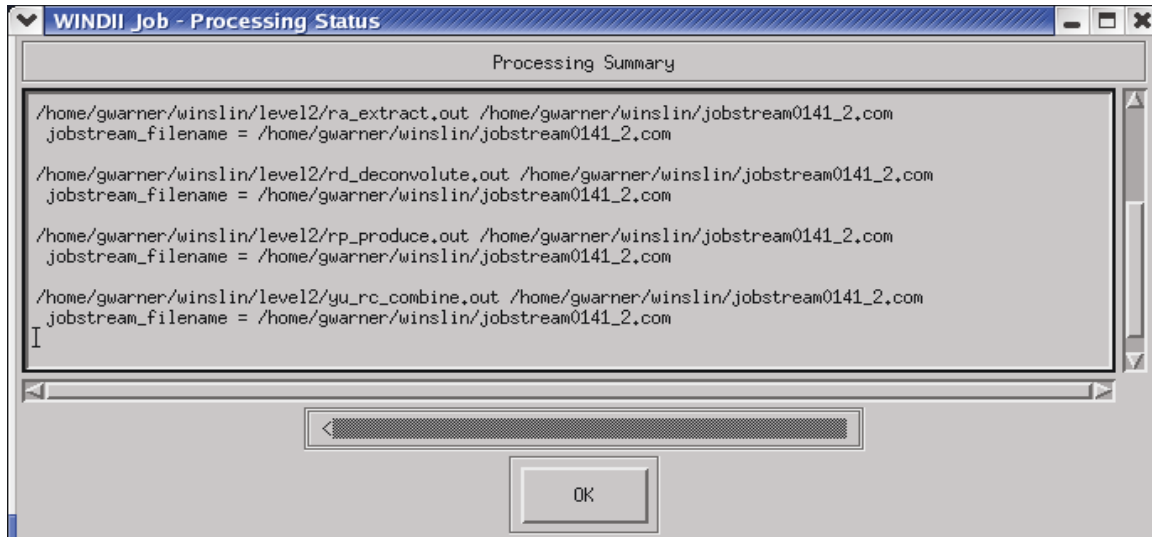 WINDII Job - Processing Status
Processing Summary
/home/gwarner/winslin/level2/ra_extract.out /home/gwarner/winslin/jobstream0141_2.com
jobstream_filename = /home/gwarner/winslin/jobstream0141_2.com
/home/gwarner/winslin/level2/rd_deconvolute.out /home/gwarner/winslin/jobstream0141_2.com
jobstream_filename = /home/gwarner/winslin/jobstream0141_2.com
/home/gwarner/winslin/level2/rp_produce.out /home/gwarner/winslin/jobstream0141_2.com
jobstream_filename = /home/gwarner/winslin/jobstream0141_2.com
/home/gwarner/winslin/level2/yu_rc_combine.out /home/gwarner/winslin/jobstream0141_2.com
jobstream_filename = /home/gwarner/winslin/jobstream0141_2.com
<
OK